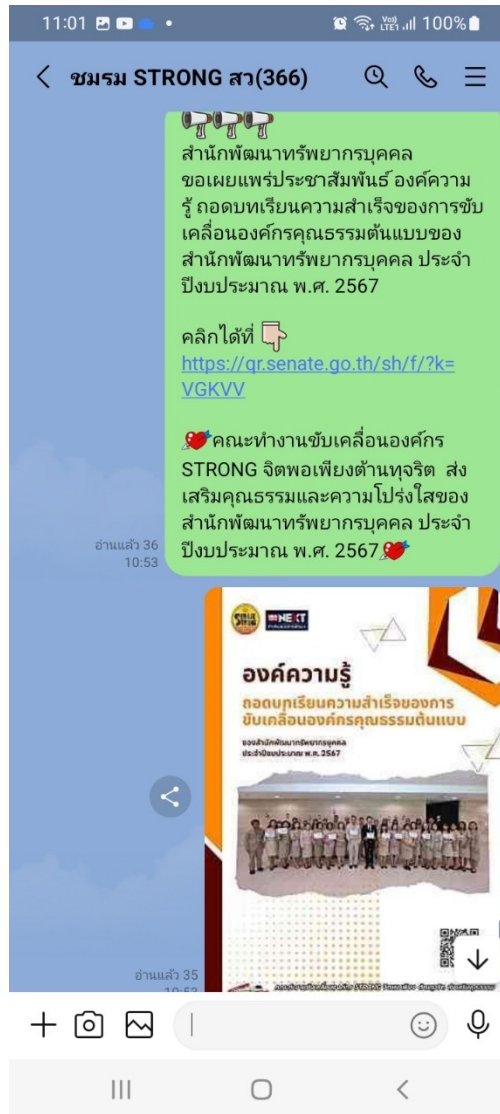 11:01
100%
ชมรม STRONG สว(366)
สำนักพัฒนาทรัพยากรบุคคล
ขอเผยแพร่ประชาสัมพันธ์ องค์ความ
รู้ ถอดบทเรียนความสำเร็จของการขับ
เคลื่อนองค์กรคุณธรรมต้นแบบของ
สำนักพัฒนาทรัพยากรบุคคล ประจำ
ปีงบประมาณ พ.ศ. 2567
คลิกได้ที่
https://qr.senate.go.th/sh/f/?k=
VGKVV
คณะทำงานขับเคลื่อนองค์กร
STRONG จิตพอเพียงต้านทุจริต ส่ง
เสริมคุณธรรมและความโปร่งใสของ
สำนักพัฒนาทรัพยากรบุคคล ประจำ
ปีงบประมาณ พ.ศ. 2567
อ่านแล้ว 36
10:53
องค์ความรู้
ถอดบทเรียนความสำเร็จของการ
ขับเคลื่อนองค์กรคุณธรรมต้นแบบ
ของสำนักพัฒนาทรัพยากรบุคคล
ประจำปีงบประมาณ พ.ศ. 2567
อ่านแล้ว 35
10:53